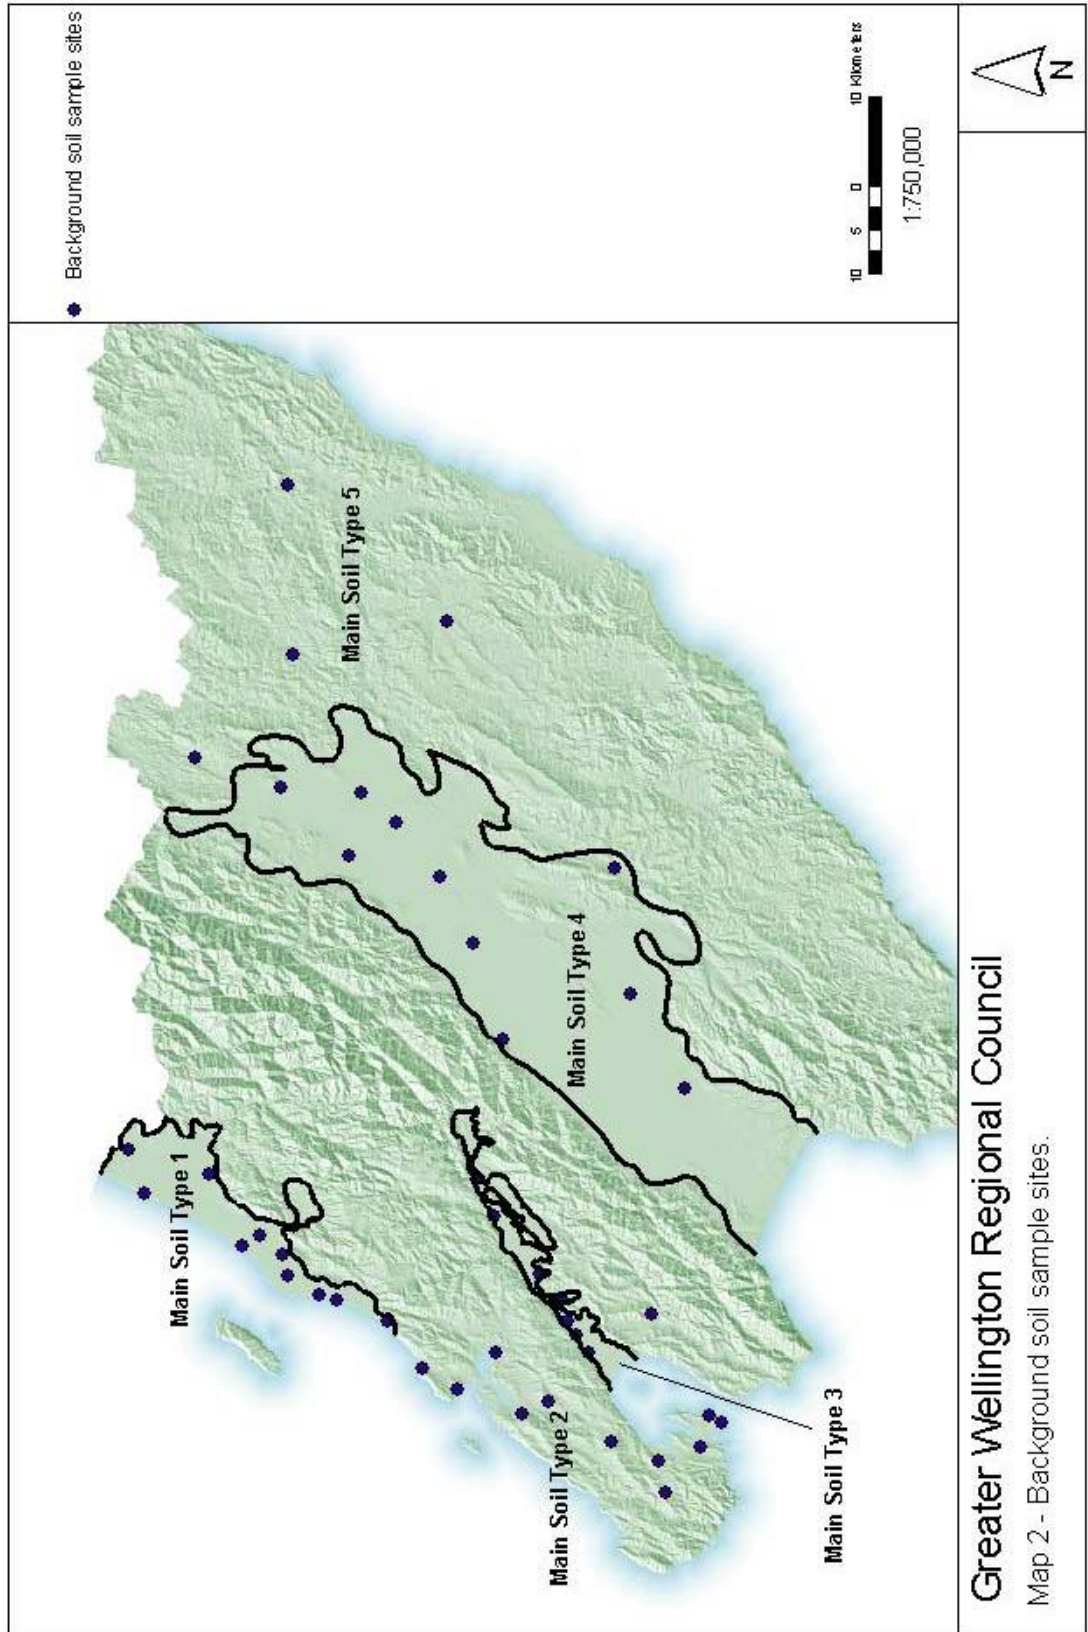 Background soil sample sites
Main Soil Type 1
Main Soil Type 5
Main Soil Type 4
Main Soil Type 2
Main Soil Type 3
10 5 0 10 Kilometers
1:750,000
Greater Wellington Regional Council
Map 2 - Background soil sample sites.
N